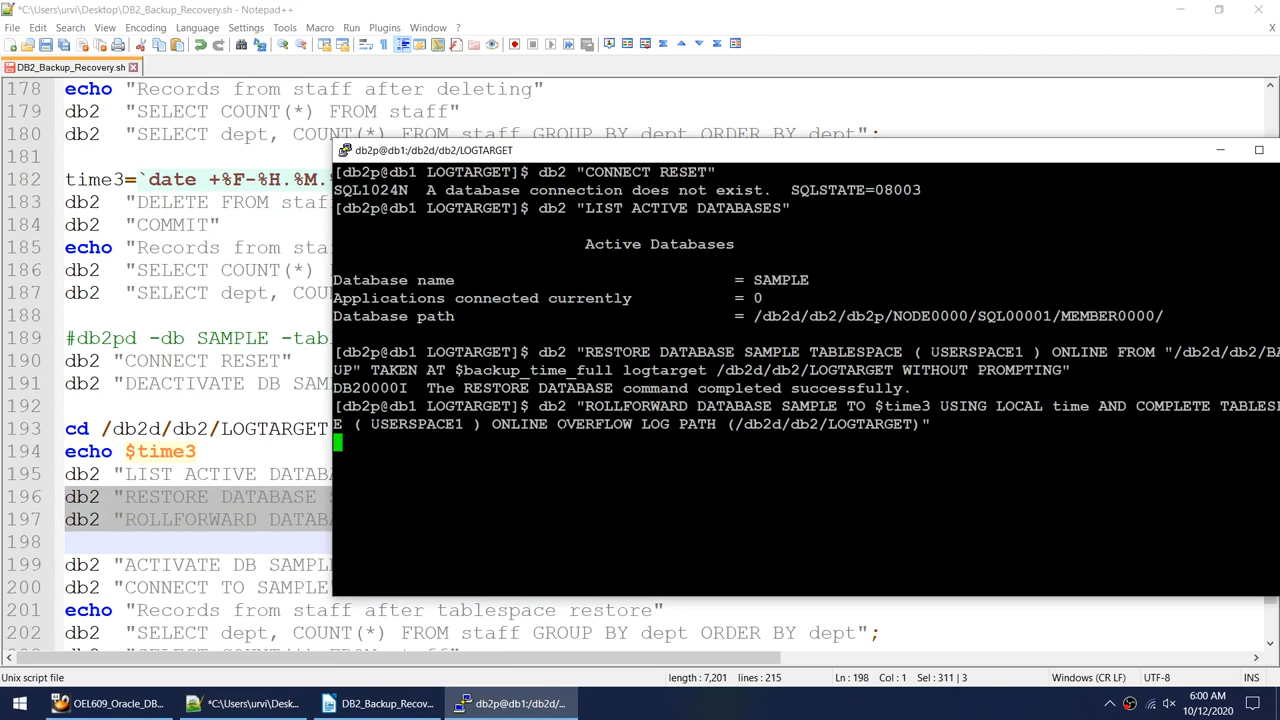 *C:\Users\urvi\Desktop\DB2_Backup_Recovery.sh - Notepad++
File Edit Search View Encoding Language Settings Tools Macro Run Plugins Window ?
X
DB2_Backup_Recovery.sh
178 echo "Records from staff after deleting"
179 db2 "SELECT COUNT(*) FROM staff"
180 db2 "SELECT dept, COUNT(*) FROM staff GROUP BY dept ORDER BY dept";
181
182 time3=`date +%F-%H.%M.%
183 db2 "DELETE FROM staf
184 db2 "COMMIT"
185 echo "Records from sta
186 db2 "SELECT COUNT(*)
187 db2 "SELECT dept, COU
188
189 #db2pd -db SAMPLE -tab
190 db2 "CONNECT RESET"
191 db2 "DEACTIVATE DB SAM
192
193 cd /db2d/db2/LOGTARGET
194 echo $time3
195 db2 "LIST ACTIVE DATAB
196 db2 "RESTORE DATABASE
197 db2 "ROLLFORWARD DATAB
198
199 db2 "ACTIVATE DB SAMPL
200 db2 "CONNECT TO SAMPLE
201 echo "Records from staff after tablespace restore"
202 db2 "SELECT dept, COUNT(*) FROM staff GROUP BY dept ORDER BY dept";
db2p@db1:/db2d/db2/LOGTARGET
[db2p@db1 LOGTARGET]$ db2 "CONNECT RESET"
SQL1024N  A database connection does not exist.  SQLSTATE=08003
[db2p@db1 LOGTARGET]$ db2 "LIST ACTIVE DATABASES"
Active Databases
Database name = SAMPLE
Applications connected currently = 0
Database path = /db2d/db2/db2p/NODE0000/SQL00001/MEMBER0000/
[db2p@db1 LOGTARGET]$ db2 "RESTORE DATABASE SAMPLE TABLESPACE ( USERSPACE1 ) ONLINE FROM "/db2d/db2/BA
UP" TAKEN AT $backup_time_full logtarget /db2d/db2/LOGTARGET WITHOUT PROMPTING"
DB20000I  The RESTORE DATABASE command completed successfully.
[db2p@db1 LOGTARGET]$ db2 "ROLLFORWARD DATABASE SAMPLE TO $time3 USING LOCAL time AND COMPLETE TABLES
E ( USERSPACE1 ) ONLINE OVERFLOW LOG PATH (/db2d/db2/LOGTARGET)"
Unix script file
length : 7,201 lines : 215
Ln : 198 Col : 1 Sel : 311 | 3
Windows (CR LF)
UTF-8
INS
OEL609_Oracle_DB...
*C:\Users\urvi\Desk...
DB2_Backup_Recov...
db2p@db1:/db2d/...
6:00 AM
10/12/2020